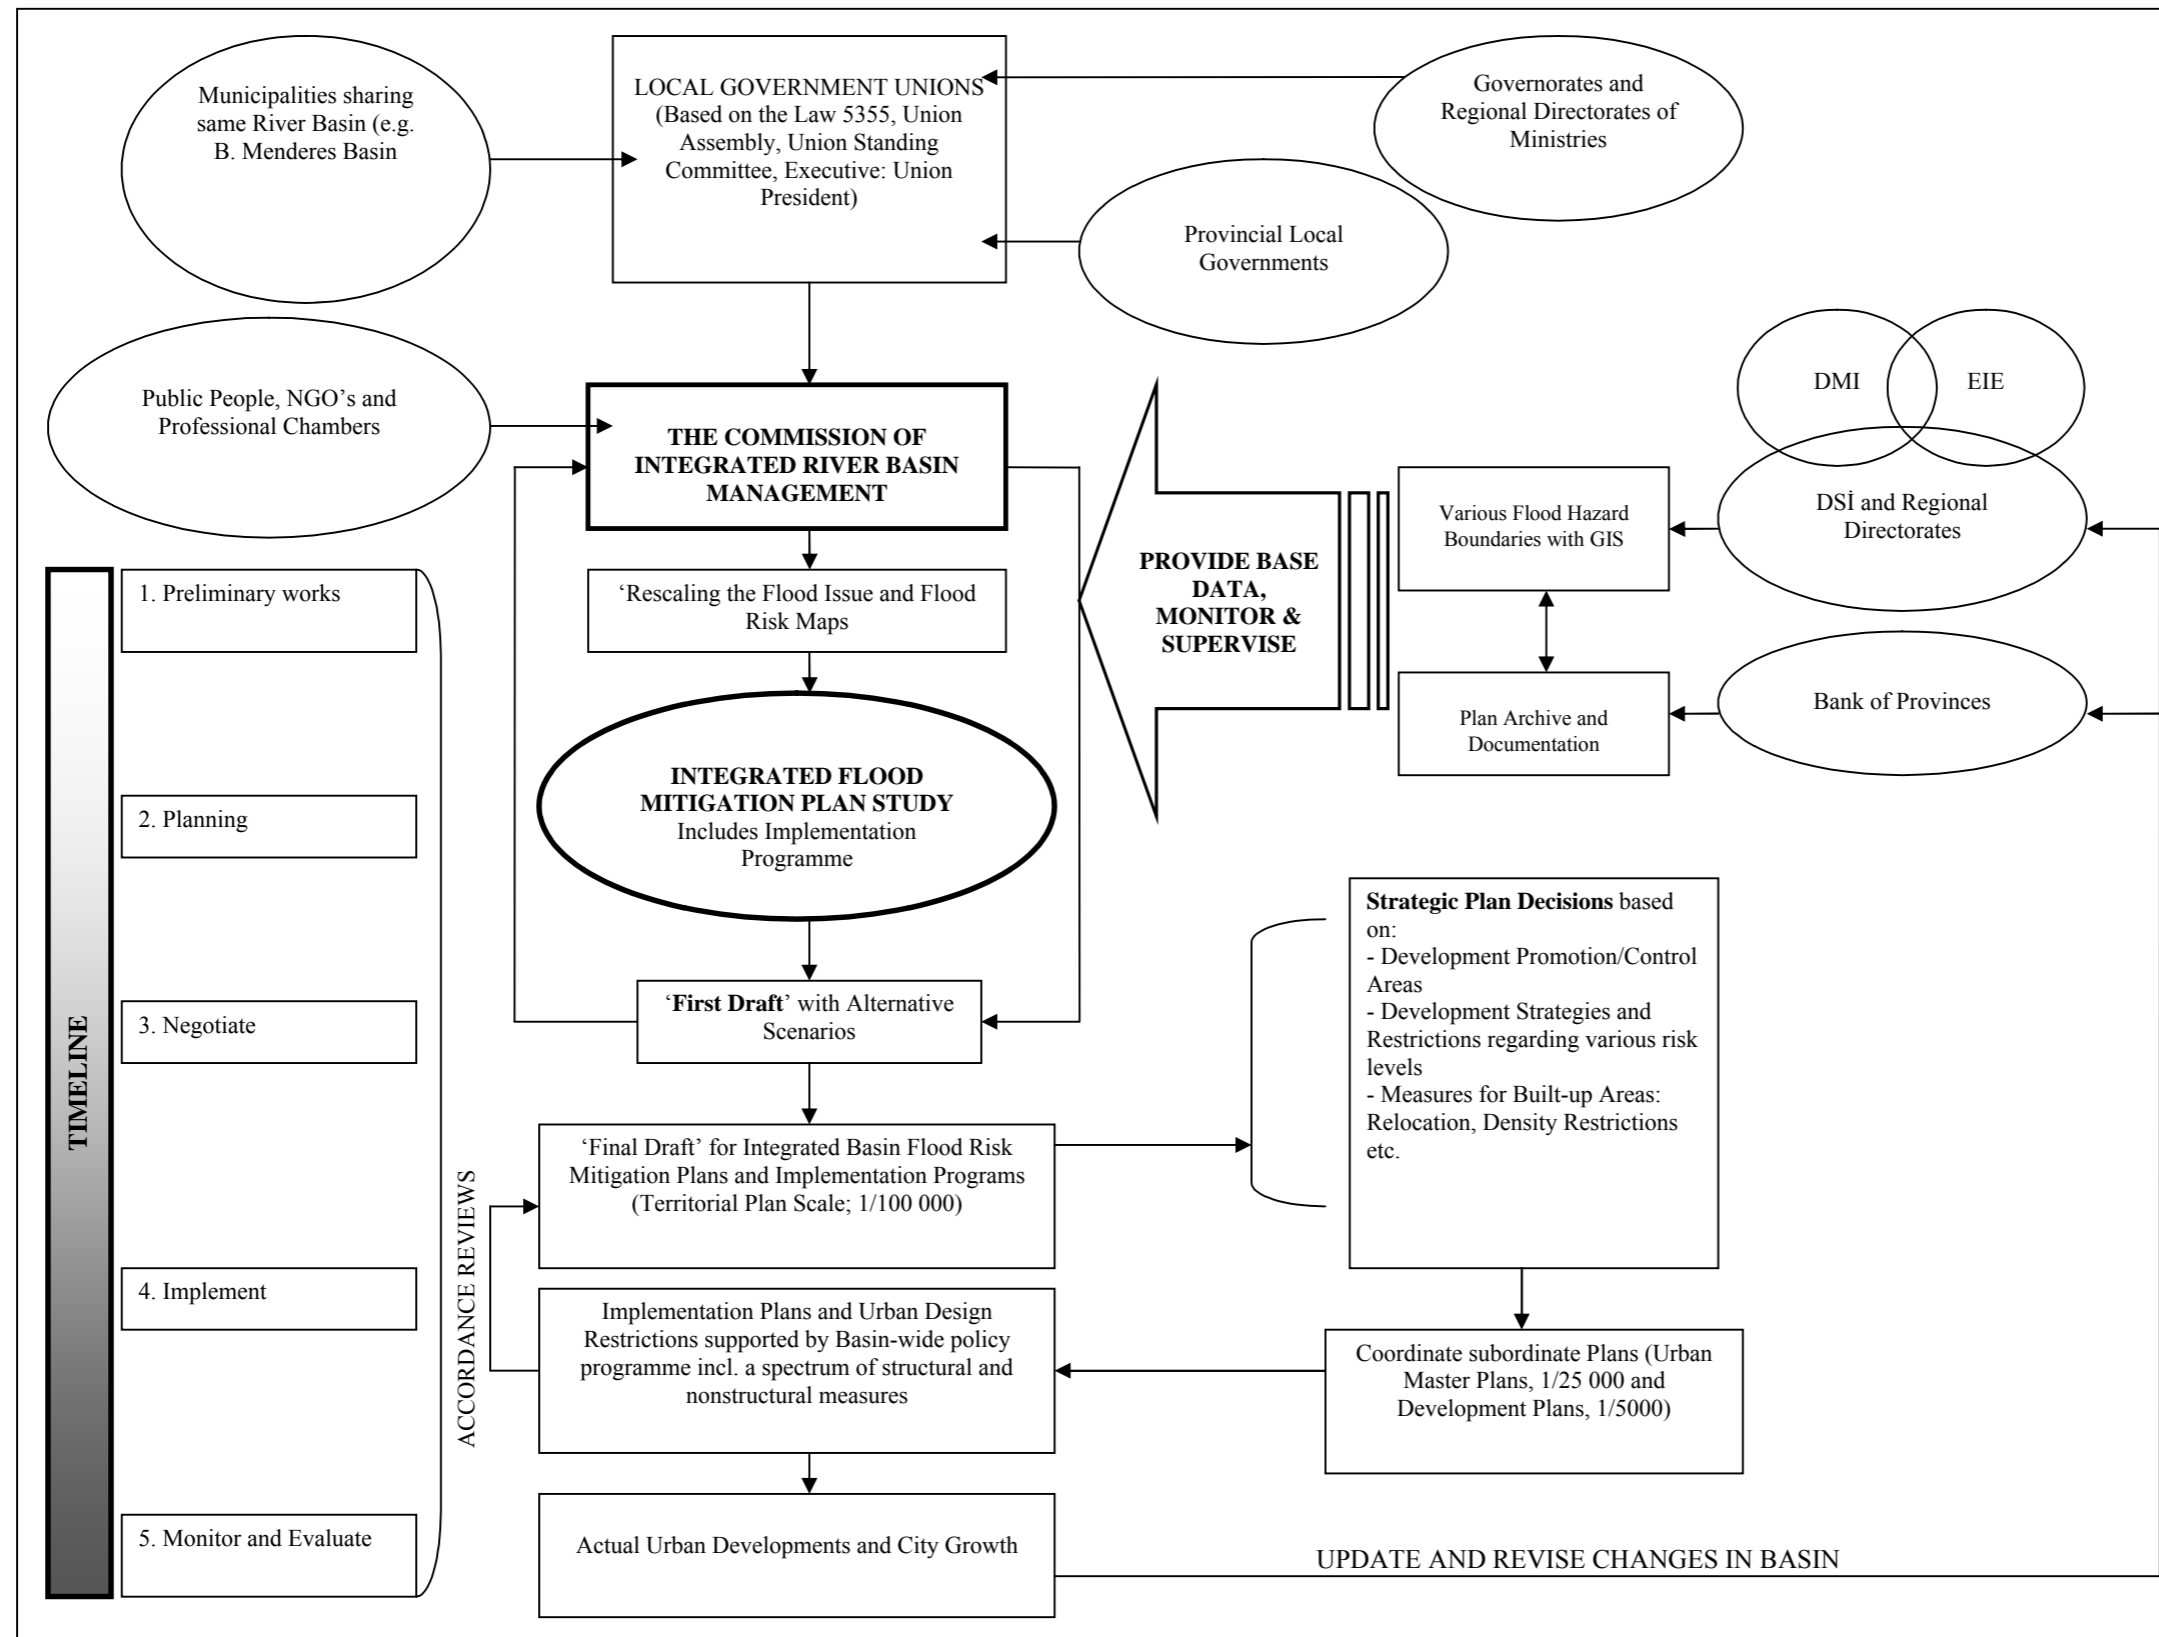 Municipalities sharing
same River Basin (e.g.
B. Menderes Basin
LOCAL GOVERNMENT UNIONS
(Based on the Law 5355, Union
Assembly, Union Standing
Committee, Executive: Union
President)
Governorates and
Regional Directorates of
Ministries
Provincial Local
Governments
Public People, NGO’s and
Professional Chambers
THE COMMISSION OF
INTEGRATED RIVER BASIN
MANAGEMENT
DMI
EIE
DSİ and Regional
Directorates
Various Flood Hazard
Boundaries with GIS
PROVIDE BASE
DATA,
MONITOR &
SUPERVISE
Plan Archive and
Documentation
Bank of Provinces
TIMELINE
1. Preliminary works
2. Planning
3. Negotiate
4. Implement
5. Monitor and Evaluate
‘Rescaling the Flood Issue and Flood
Risk Maps
INTEGRATED FLOOD
MITIGATION PLAN STUDY
Includes Implementation
Programme
‘First Draft’ with Alternative
Scenarios
Strategic Plan Decisions based
on:
- Development Promotion/Control
Areas
- Development Strategies and
Restrictions regarding various risk
levels
- Measures for Built-up Areas:
Relocation, Density Restrictions
etc.
ACCORDANCE REVIEWS
‘Final Draft’ for Integrated Basin Flood Risk
Mitigation Plans and Implementation Programs
(Territorial Plan Scale; 1/100 000)
Implementation Plans and Urban Design
Restrictions supported by Basin-wide policy
programme incl. a spectrum of structural and
nonstructural measures
Coordinate subordinate Plans (Urban
Master Plans, 1/25 000 and
Development Plans, 1/5000)
Actual Urban Developments and City Growth
UPDATE AND REVISE CHANGES IN BASIN